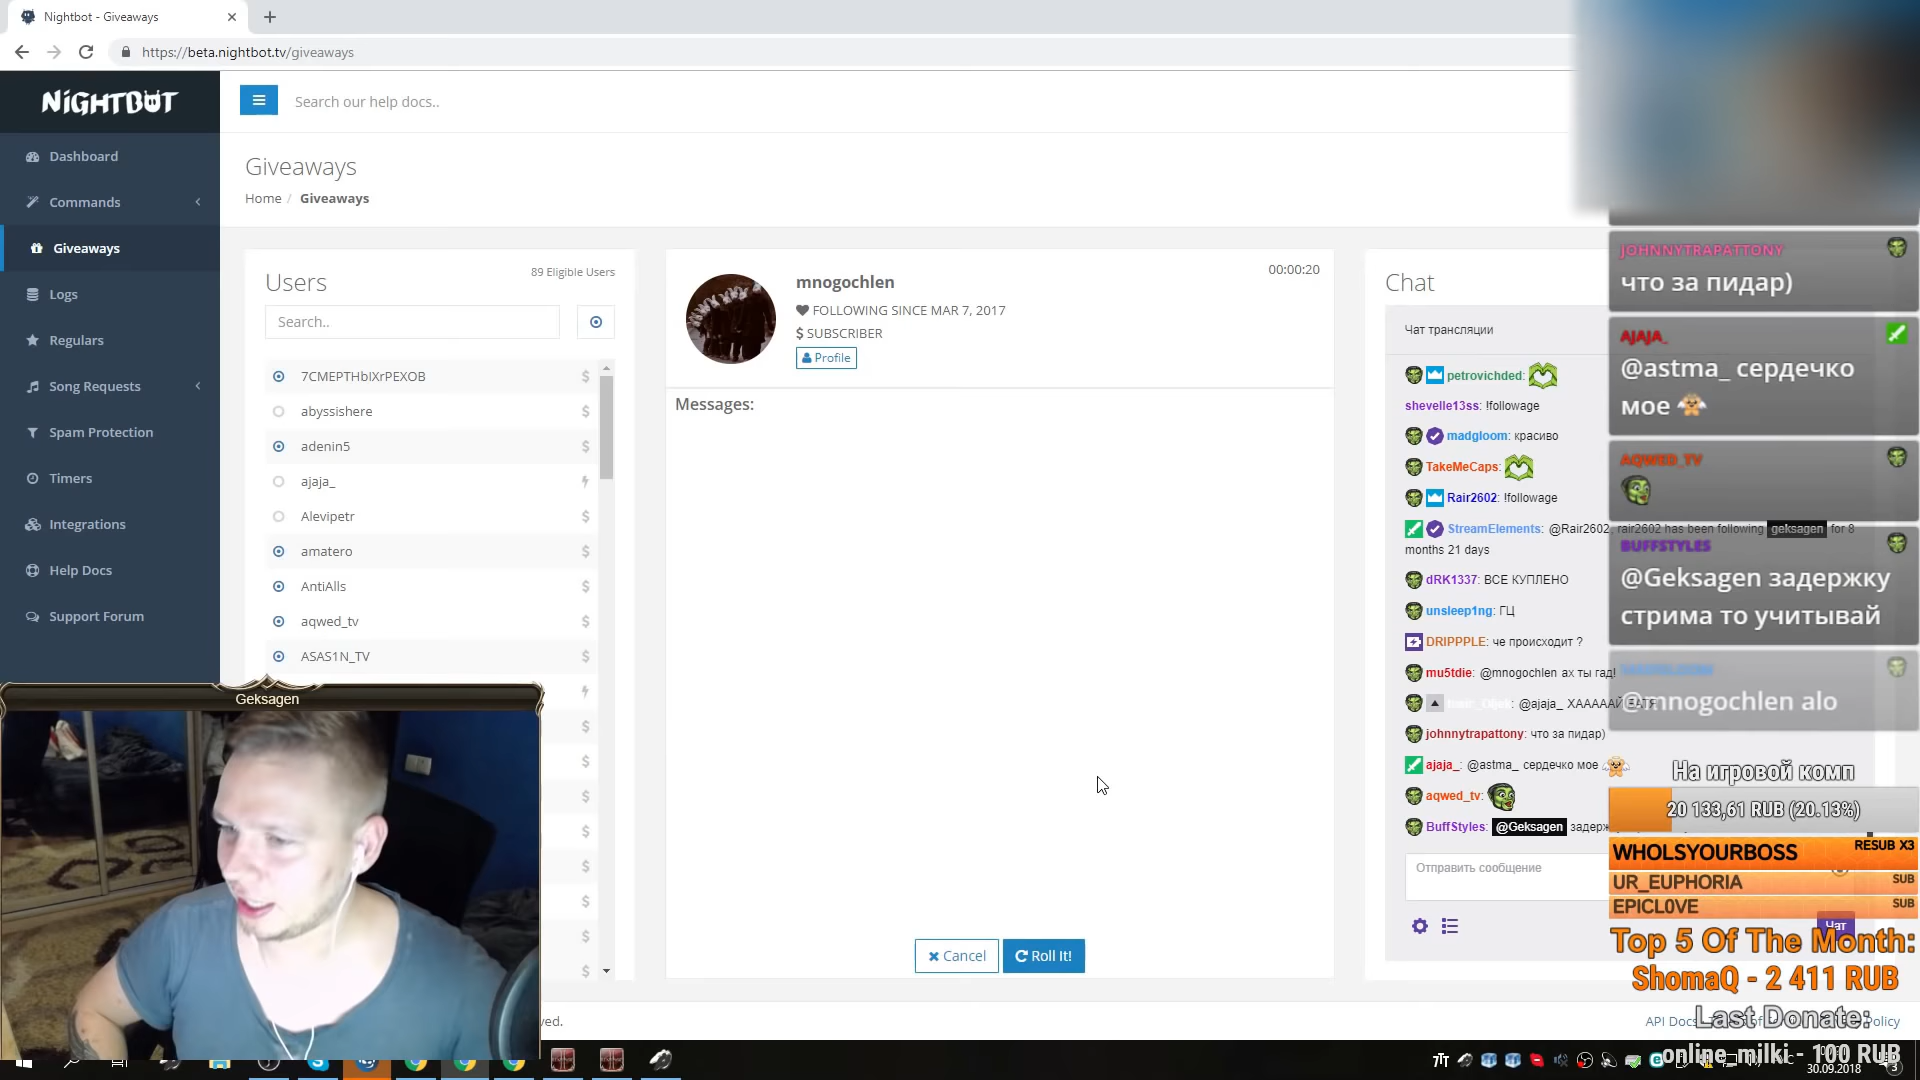 Nightbot - Giveaways
https://beta.nightbot.tv/giveaways
NIGHTBOT
Search our help docs..
Dashboard
Commands
Giveaways
Logs
Regulars
Song Requests
Spam Protection
Timers
Integrations
Help Docs
Support Forum
Giveaways
Home / Giveaways
Users
89 Eligible Users
Search..
7CMEPTHbIXrPEXOB
abyssishere
adenin5
ajaja_
Alevipetr
amatero
AntiAlls
aqwed_tv
ASAS1N_TV
Geksagen
mnogochlen
00:00:20
FOLLOWING SINCE MAR 7, 2017
$ SUBSCRIBER
Profile
Messages:
Cancel
Roll It!
Chat
Чат трансляции
petrovichded:
shevelle13ss: !followage
madgloom: красиво
TakeMeCaps:
Rair2602: !followage
StreamElements: @Rair2602, rair2602 has been following geksagen for 8
months 21 days
dRK1337: ВСЕ КУПЛЕНО
unsleep1ng: ГЦ
DRIPPPLE: че происходит ?
mu5tdie: @mnogochlen ах ты гад!
@ajaja_
johnnytrapattony: что за пидар)
ajaja_: @astma_ сердечко мое
aqwed_tv:
BuffStyles: @Geksagen
Отправить сообщение
Чат
JOHNNYTRAPATTONY
что за пидар)
AJAJA_
@astma_ сердечко
мое
AQWED_TV
BUFFSTYLES
@Geksagen задержку
стрима то учитывай
@mnogochlen alo
На игровой комп
20 133,61 RUB (20.13%)
WHOLSYOURBOSS RESUB X3
UR_EUPHORIA SUB
EPICL0VE SUB
Top 5 Of The Month:
ShomaQ - 2 411 RUB
Last Donate:
online_milki - 100 RUB
ved.
API Docs
Policy
30.09.2018
3